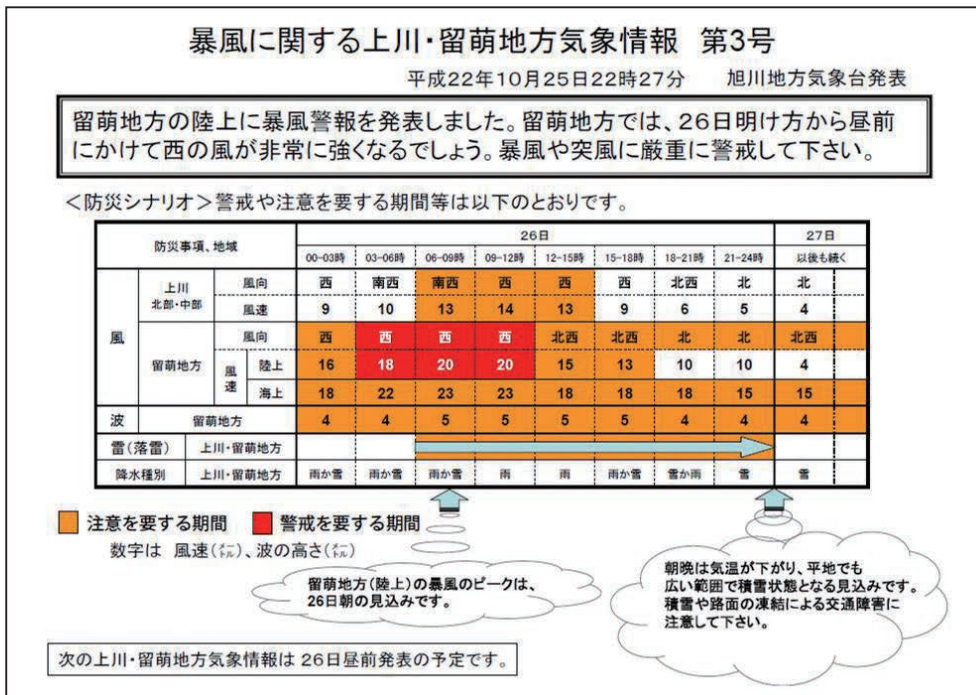 暴風に関する上川・留萌地方気象情報 第3号
平成22年10月25日22時27分 旭川地方気象台発表
留萌地方の陸上に暴風警報を発表しました。留萌地方では、26日明け方から昼前
にかけて西の風が非常に強くなるでしょう。暴風や突風に厳重に警戒して下さい。
<防災シナリオ>警戒や注意を要する期間等は以下のとおりです。
防災事項、地域 26日 27日
00-03時 03-06時 06-09時 09-12時 12-15時 15-18時 18-21時 21-24時 以後も続く
風 上川 北部・中部 風向 西 南西 南西 西 西 西 北西 北 北
風速 9 10 13 14 13 9 6 5 4
留萌地方 風向 西 西 西 西 北西 北西 北 北 北西
風速 陸上 16 18 20 20 15 13 10 10 4
海上 18 22 23 23 18 18 18 15 15
波 留萌地方 4 4 5 5 5 5 4 4 4
雷(落雷) 上川・留萌地方
降水種別 上川・留萌地方 雨か雪 雨か雪 雨か雪 雨 雨 雨か雪 雪か雨 雪 雪
注意を要する期間 警戒を要する期間
数字は 風速(メートル)、波の高さ(メートル)
留萌地方(陸上)の暴風のピークは、
26日朝の見込みです。
朝晩は気温が下がり、平地でも
広い範囲で積雪状態となる見込みです。
積雪や路面の凍結による交通障害に
注意して下さい。
次の上川・留萌地方気象情報は 26日昼前発表の予定です。